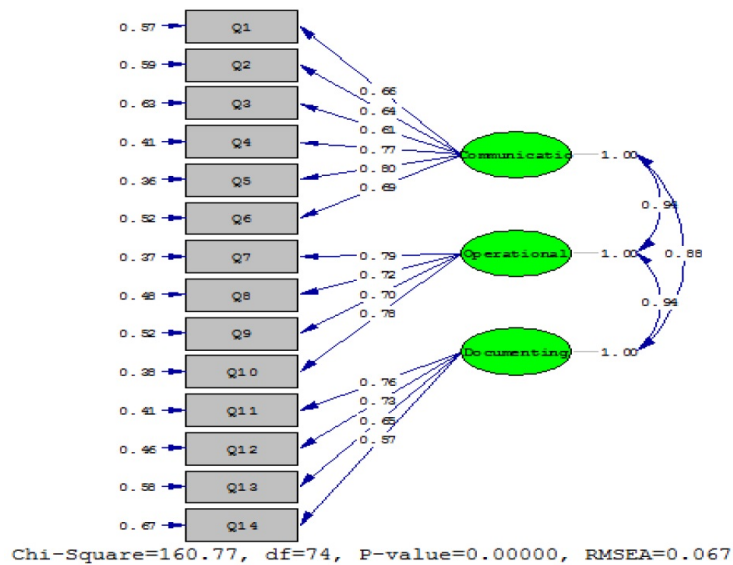 0.57 Q1
0.59 Q2
0.63 Q3
0.41 Q4
0.36 Q5
0.52 Q6
0.37 Q7
0.48 Q8
0.52 Q9
0.38 Q10
0.41 Q11
0.46 Q12
0.58 Q13
0.67 Q14
0.66
0.64
0.61
0.77
0.80
0.69
0.79
0.72
0.70
0.78
0.76
0.73
0.65
0.57
Communicatio 1.00
Operational 1.00
Documenting 1.00
0.94
0.88
0.94
Chi-Square=160.77, df=74, P-value=0.00000, RMSEA=0.067